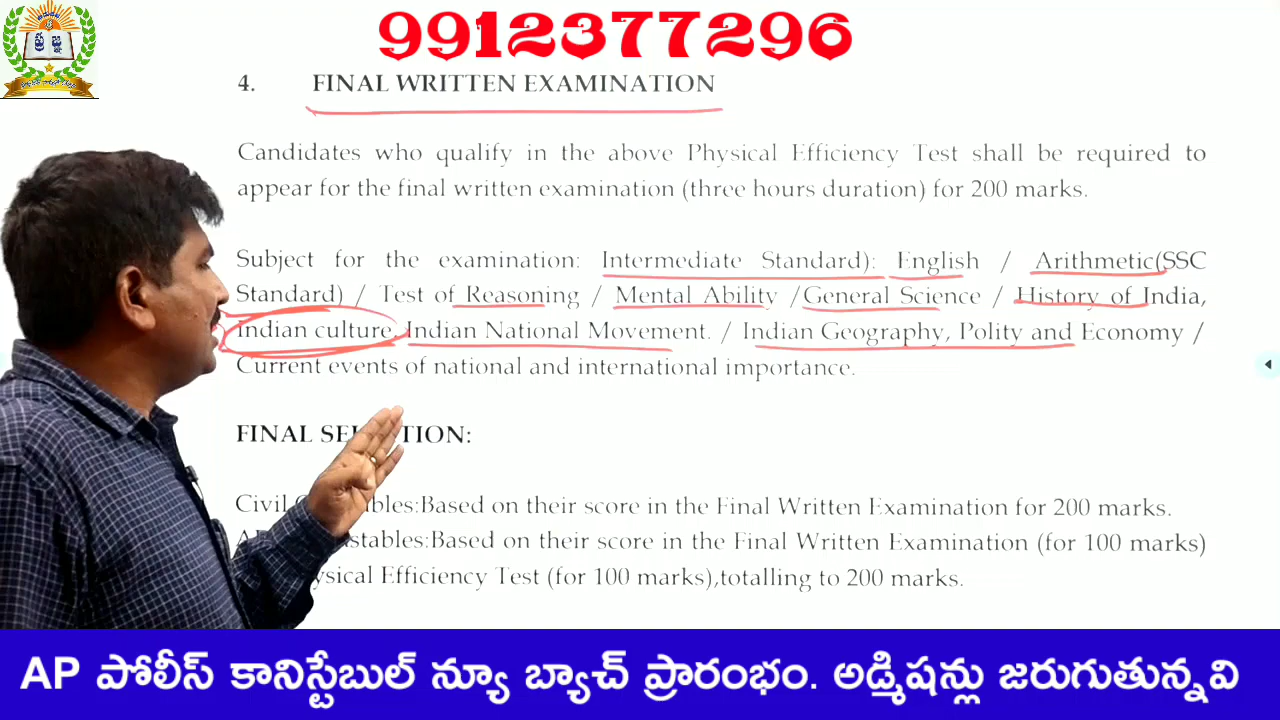 9912377296
4. FINAL WRITTEN EXAMINATION
Candidates who qualify in the above Physical Efficiency Test shall be required to
appear for the final written examination (three hours duration) for 200 marks.
Subject for the examination: Intermediate Standard): English / Arithmetic(SSC
Standard) / Test of Reasoning / Mental Ability /General Science / History of India,
Indian culture, Indian National Movement. / Indian Geography, Polity and Economy /
Current events of national and international importance.
FINAL SELECTION:
Civil Constables:Based on their score in the Final Written Examination for 200 marks.
Based on their score in the Final Written Examination (for 100 marks)
Physical Efficiency Test (for 100 marks),totalling to 200 marks.
AP పోలీస్ కానిస్టేబుల్ న్యూ బ్యాచ్ ప్రారంభం. అడ్మిషన్లు జరుగుతున్నవి